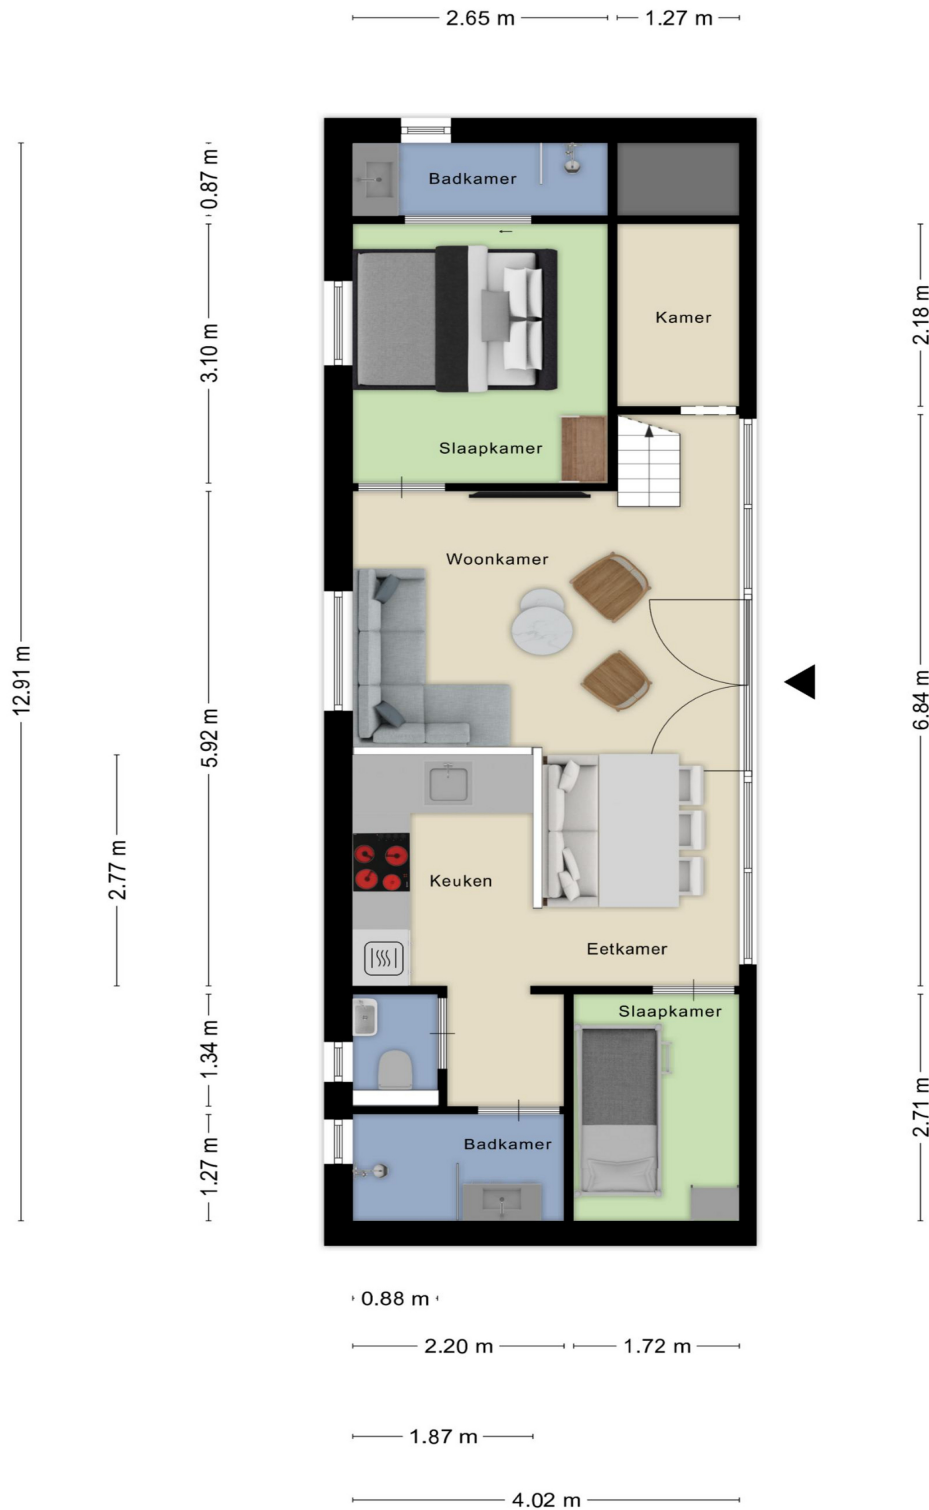 2.65 m
1.27 m
0.87 m
Badkamer
3.10 m
2.18 m
Kamer
Slaapkamer
Woonkamer
12.91 m
5.92 m
6.84 m
2.77 m
Keuken
Eetkamer
Slaapkamer
1.34 m
2.71 m
Badkamer
1.27 m
0.88 m
2.20 m
1.72 m
1.87 m
4.02 m